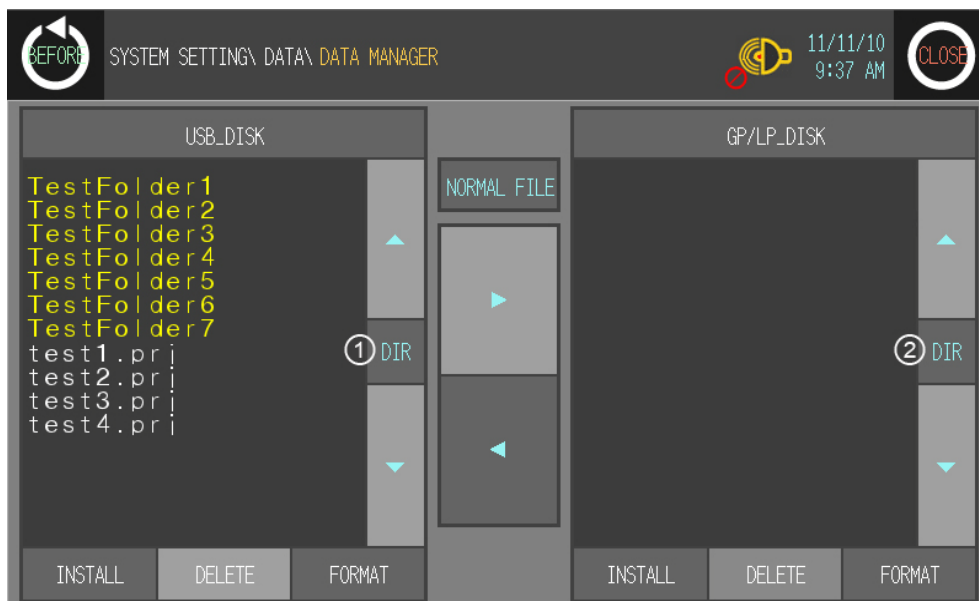 BEFORE
SYSTEM SETTING\ DATA\ DATA MANAGER
11/11/10
9:37 AM
CLOSE
USB_DISK
TestFolder1
TestFolder2
TestFolder3
TestFolder4
TestFolder5
TestFolder6
TestFolder7
test1.prj
test2.prj
test3.prj
test4.prj
① DIR
INSTALL
DELETE
FORMAT
NORMAL FILE
GP/LP_DISK
② DIR
INSTALL
DELETE
FORMAT